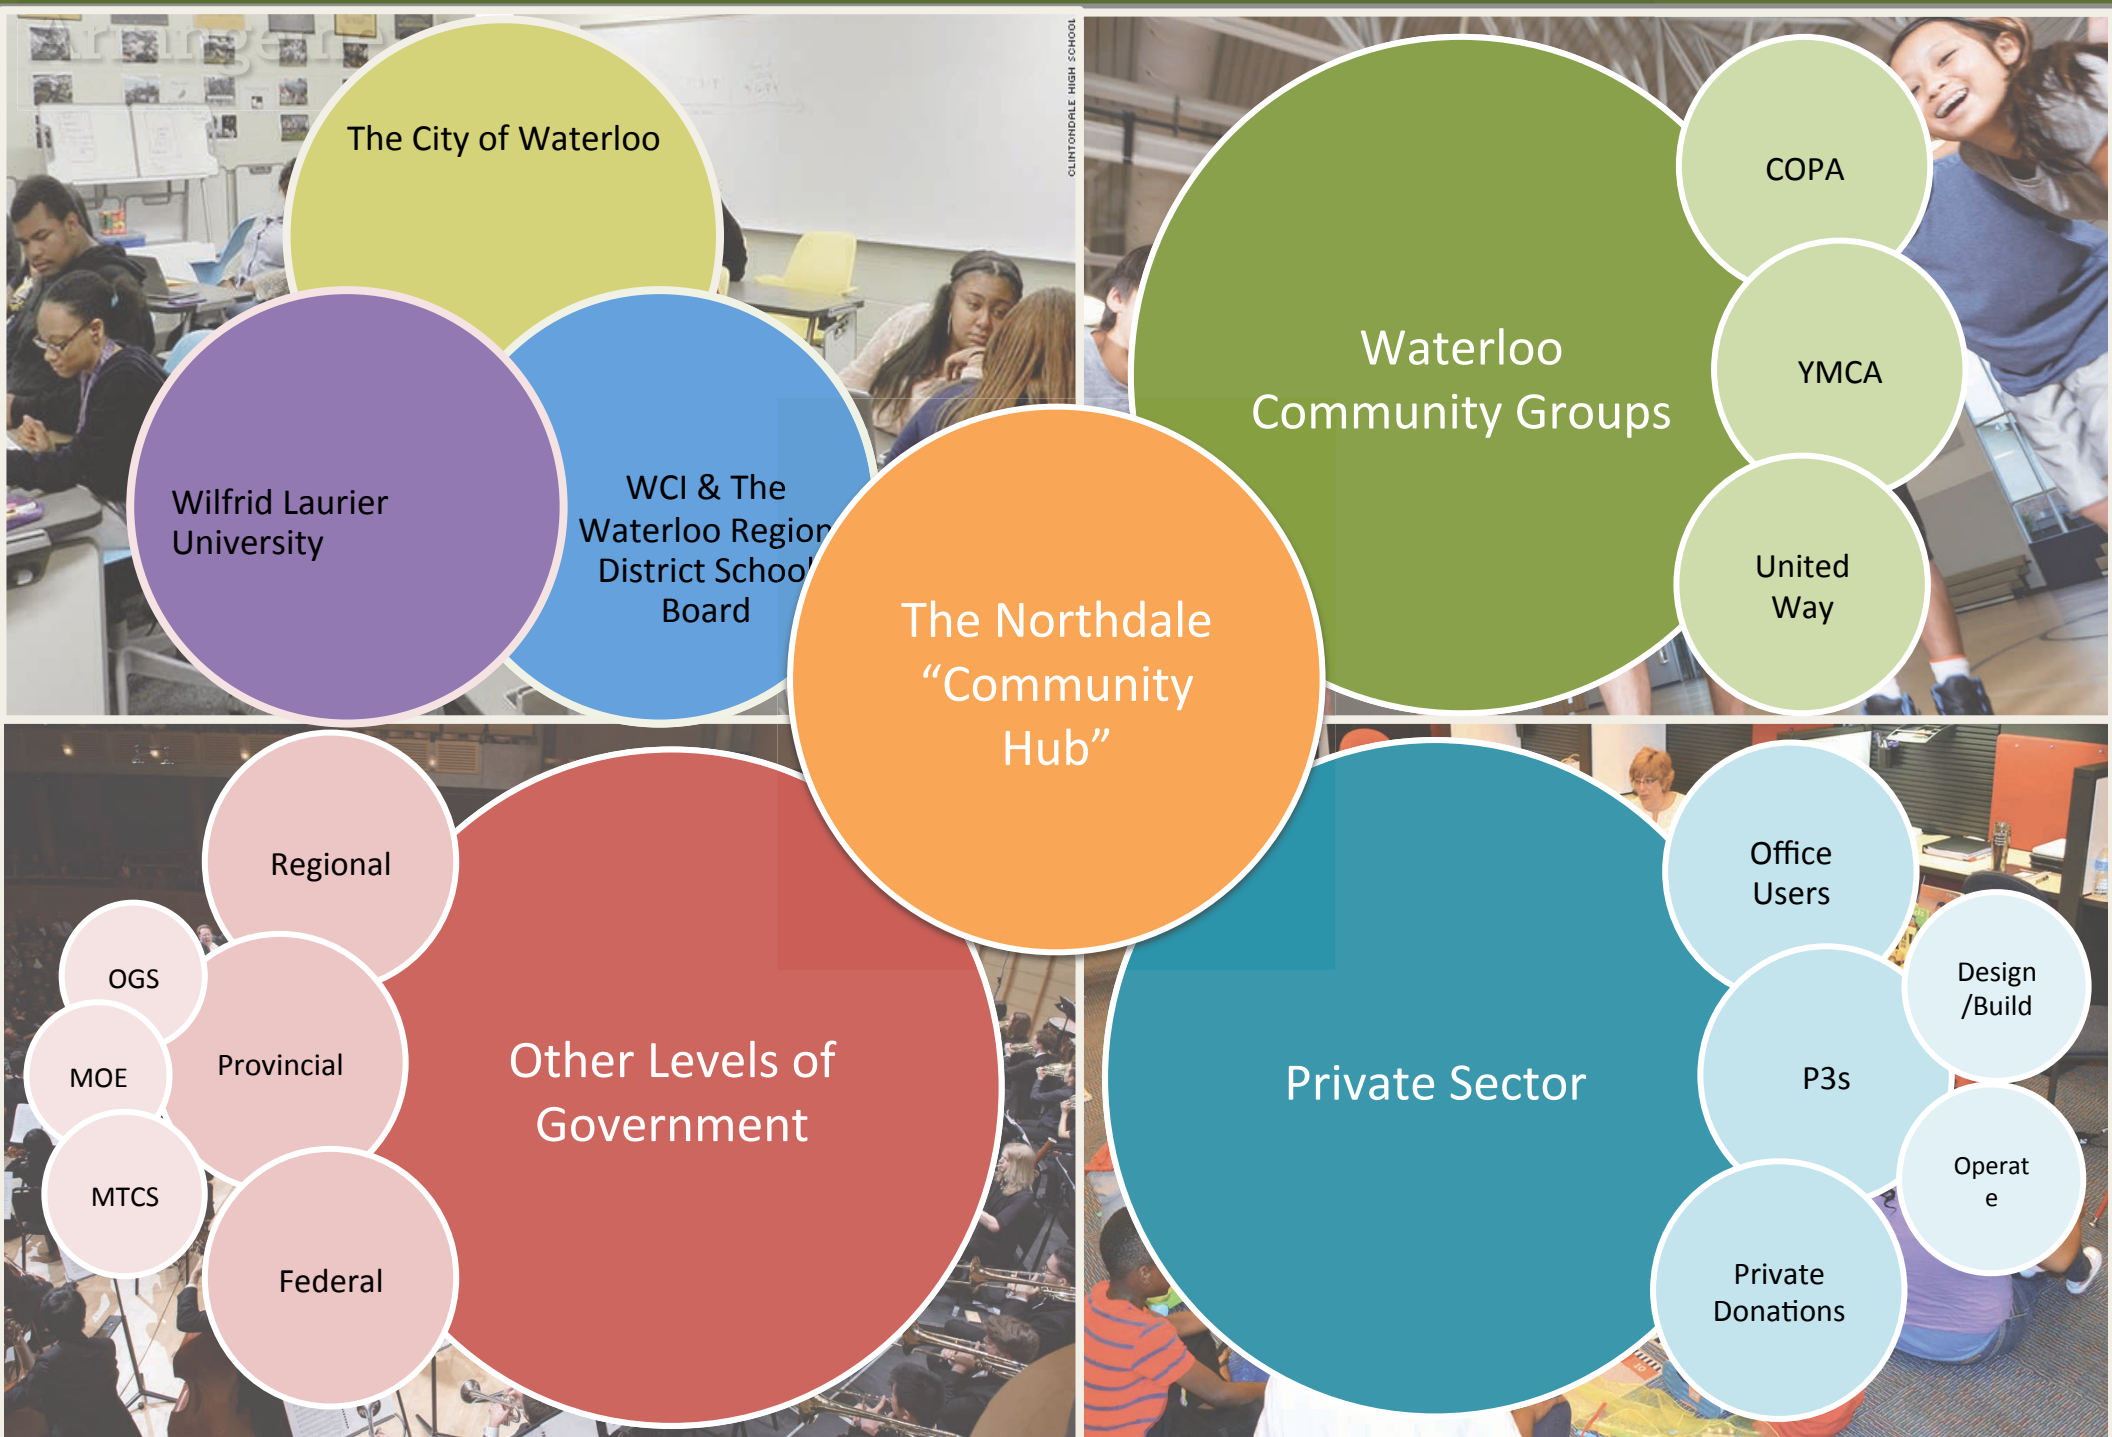 CLINTONDALE HIGH SCHOOL
The City of Waterloo
Wilfrid Laurier
University
WCI & The
Waterloo Region
District School
Board
Waterloo
Community Groups
COPA
YMCA
United
Way
The Northdale
“Community
Hub”
Regional
OGS
Provincial
MOE
MTCS
Federal
Other Levels of
Government
Private Sector
Office
Users
Design
/Build
P3s
Operat
e
Private
Donations